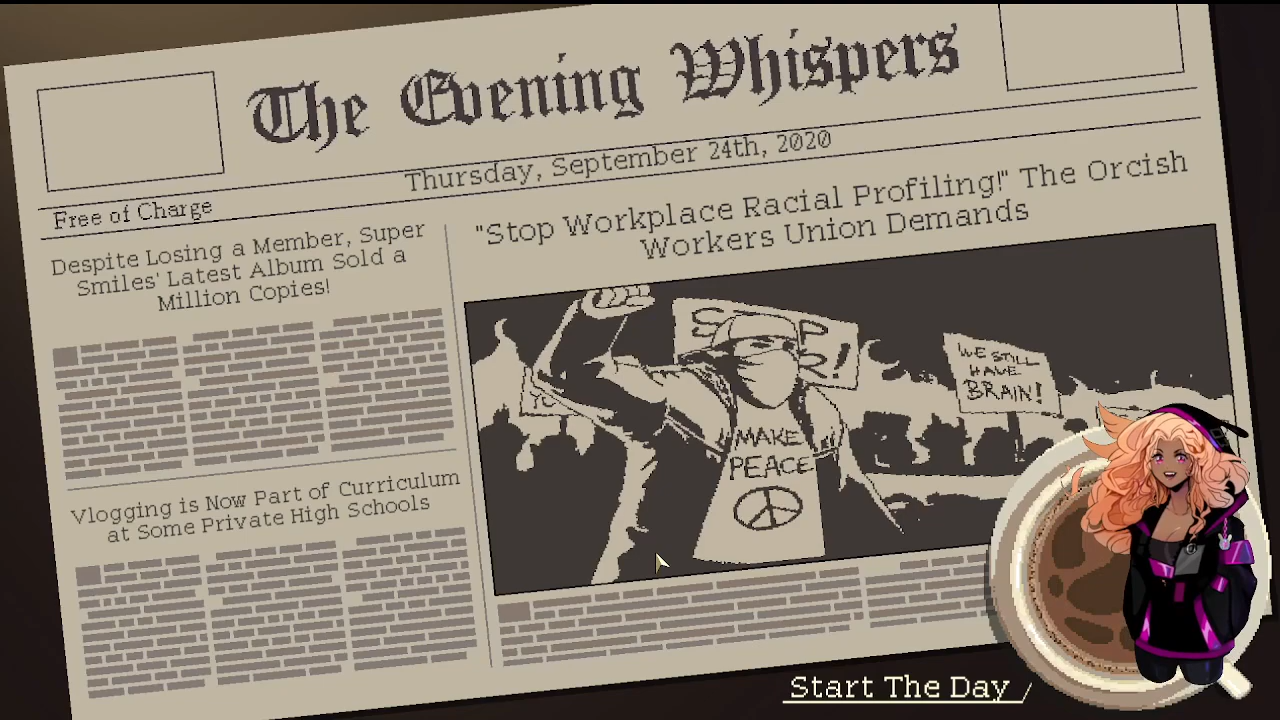 The Evening Whispers
Thursday, September 24th, 2020
Free of Charge
Despite Losing a Member, Super
Smiles' Latest Album Sold a
Million Copies!
Vlogging is Now Part of Curriculum
at Some Private High Schools
"Stop Workplace Racial Profiling!" The Orcish
Workers Union Demands
WE STILL
HAVE
BRAIN!
MAKE
PEACE
Start The Day